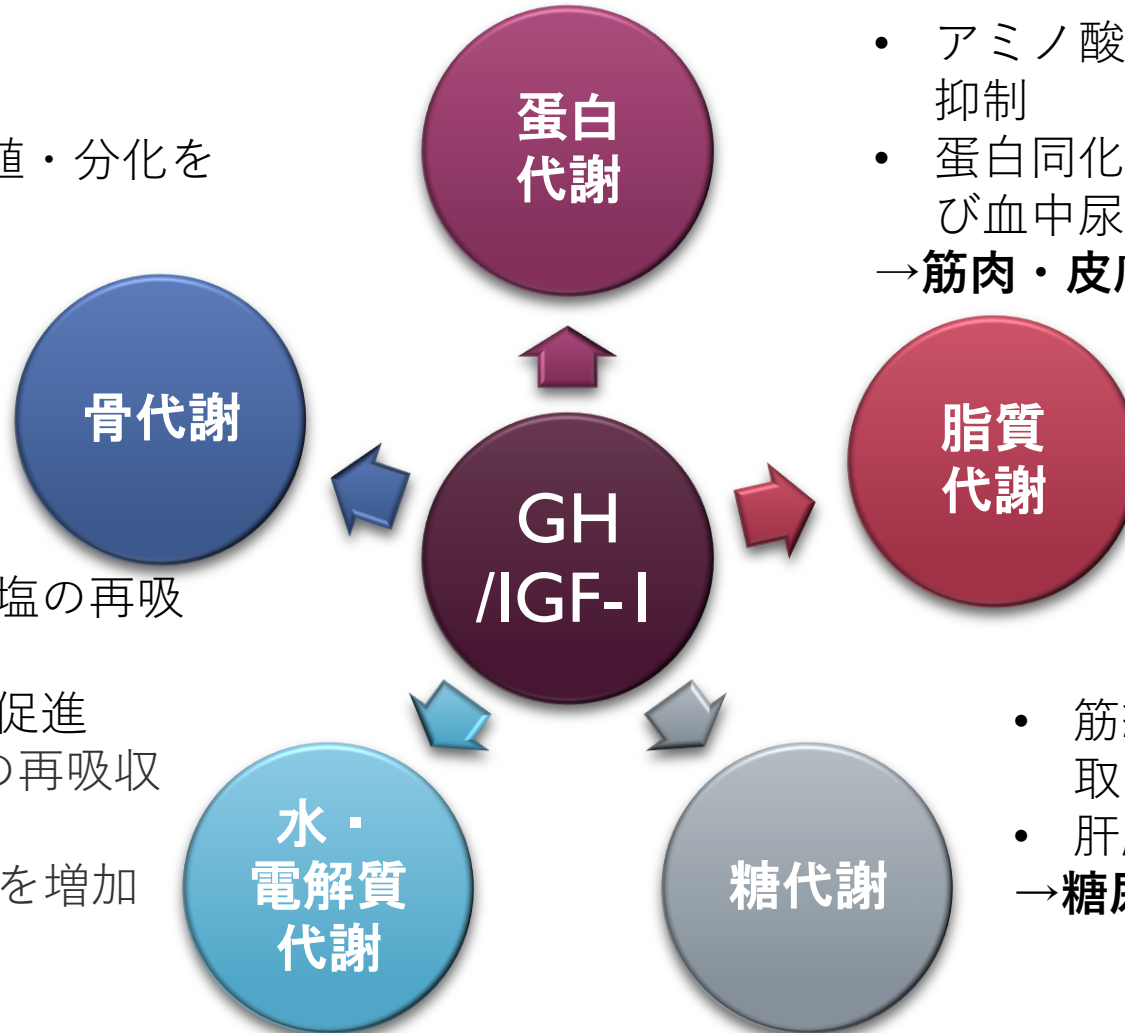 蛋白
代謝
• アミノ酸
抑制
• 蛋白同化
び血中尿
→筋肉・皮
・分化を
骨代謝
脂質
代謝
GH
/IGF-I
塩の再吸
促進
の再吸収
を増加
水・
電解質
代謝
糖代謝
• 筋
取
• 肝
→糖